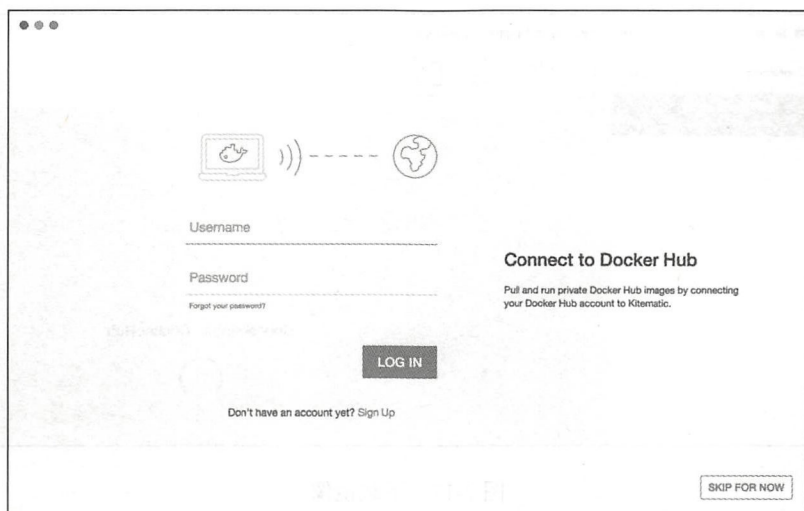 Username
Password
Forgot your password?
LOG IN
Don't have an account yet? Sign Up
Connect to Docker Hub
Pull and run private Docker Hub images by connecting
your Docker Hub account to Kitematic.
SKIP FOR NOW